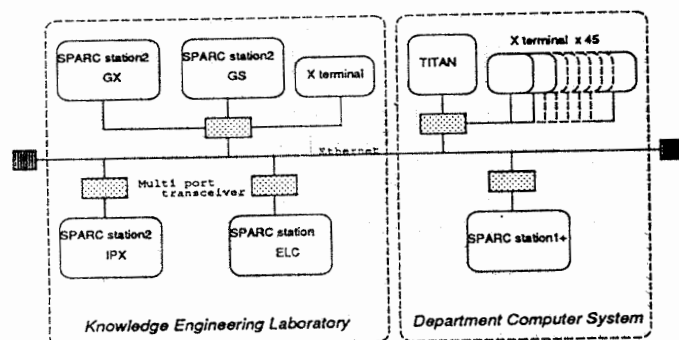 SPARC station2
GX
SPARC station2
GS
X terminal
TITAN
X terminal x 45
Ethernet
Multi port
transceiver
SPARC station2
IPX
SPARC station
ELC
SPARC station1+
Knowledge Engineering Laboratory
Department Computer System